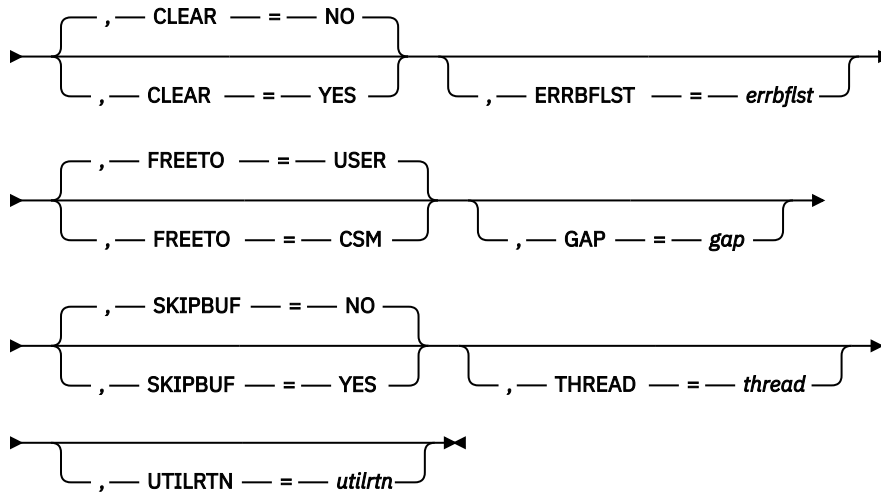 , CLEAR = NO
, CLEAR = YES , ERRBFLST = errbflst
, FREETO = USER
, FREETO = CSM , GAP = gap
, SKIPBUF = NO
, SKIPBUF = YES , THREAD = thread
, UTILRTN = utilrtn